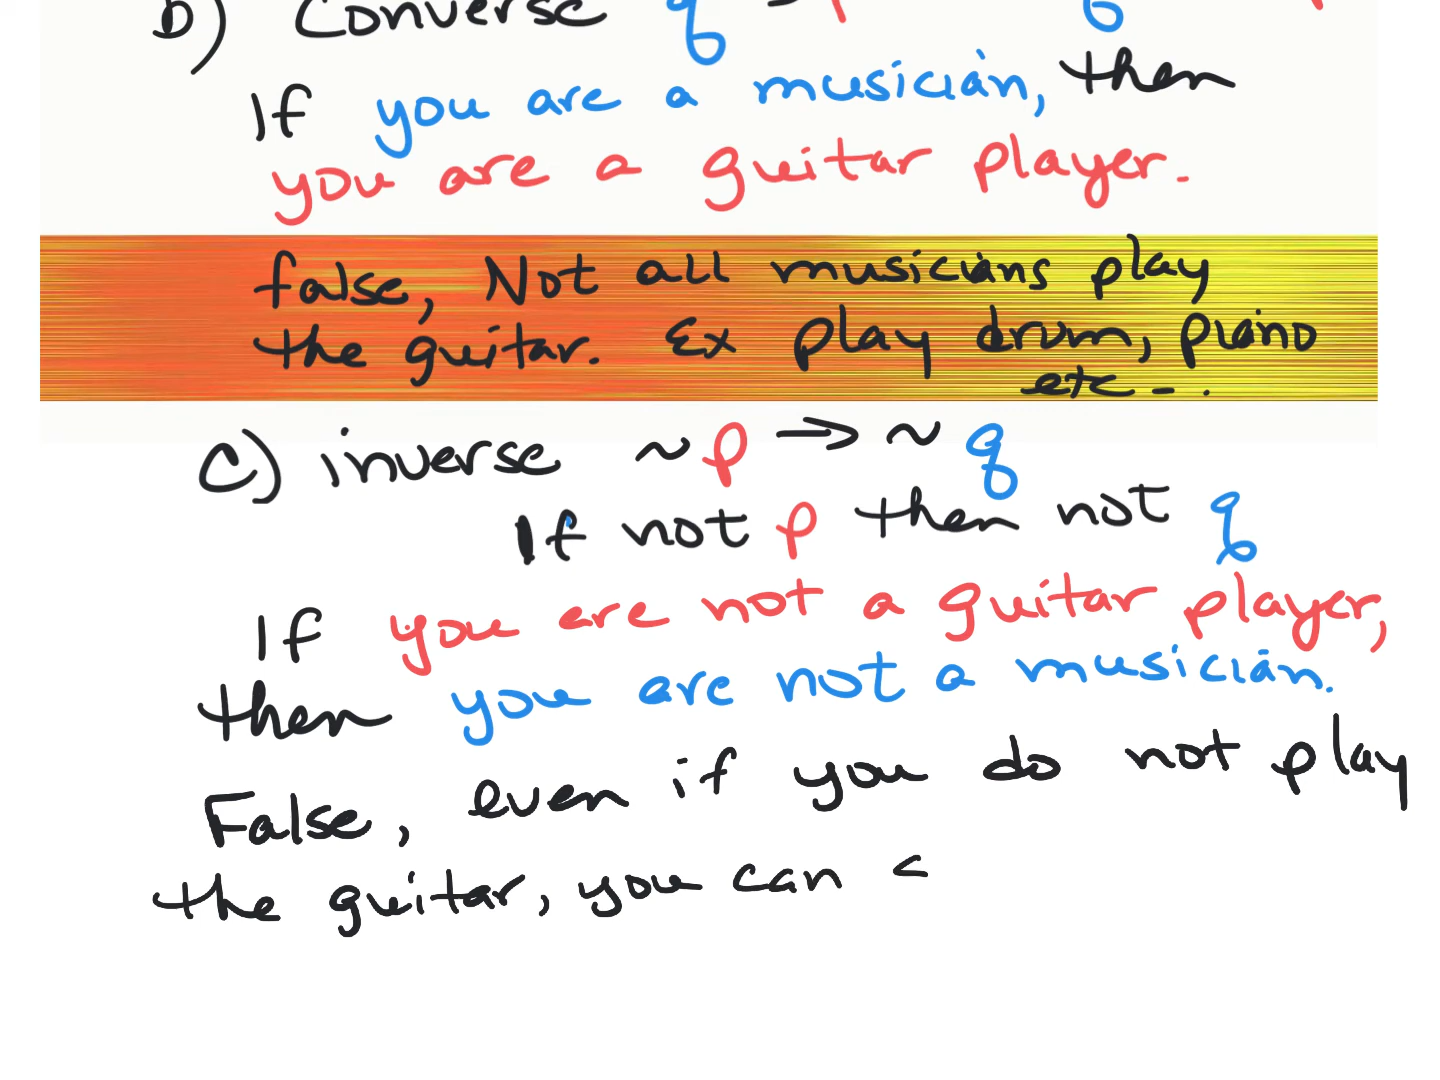 b) Converse q → p
If you are a musician, then
you are a guitar player.
false, Not all musicians play
the guitar. Ex play drum, piano
etc - .
c) inverse ~p → ~q
If not p then not q
If you are not a guitar player,
then you are not a musician.
False, even if you do not play
the guitar, you can